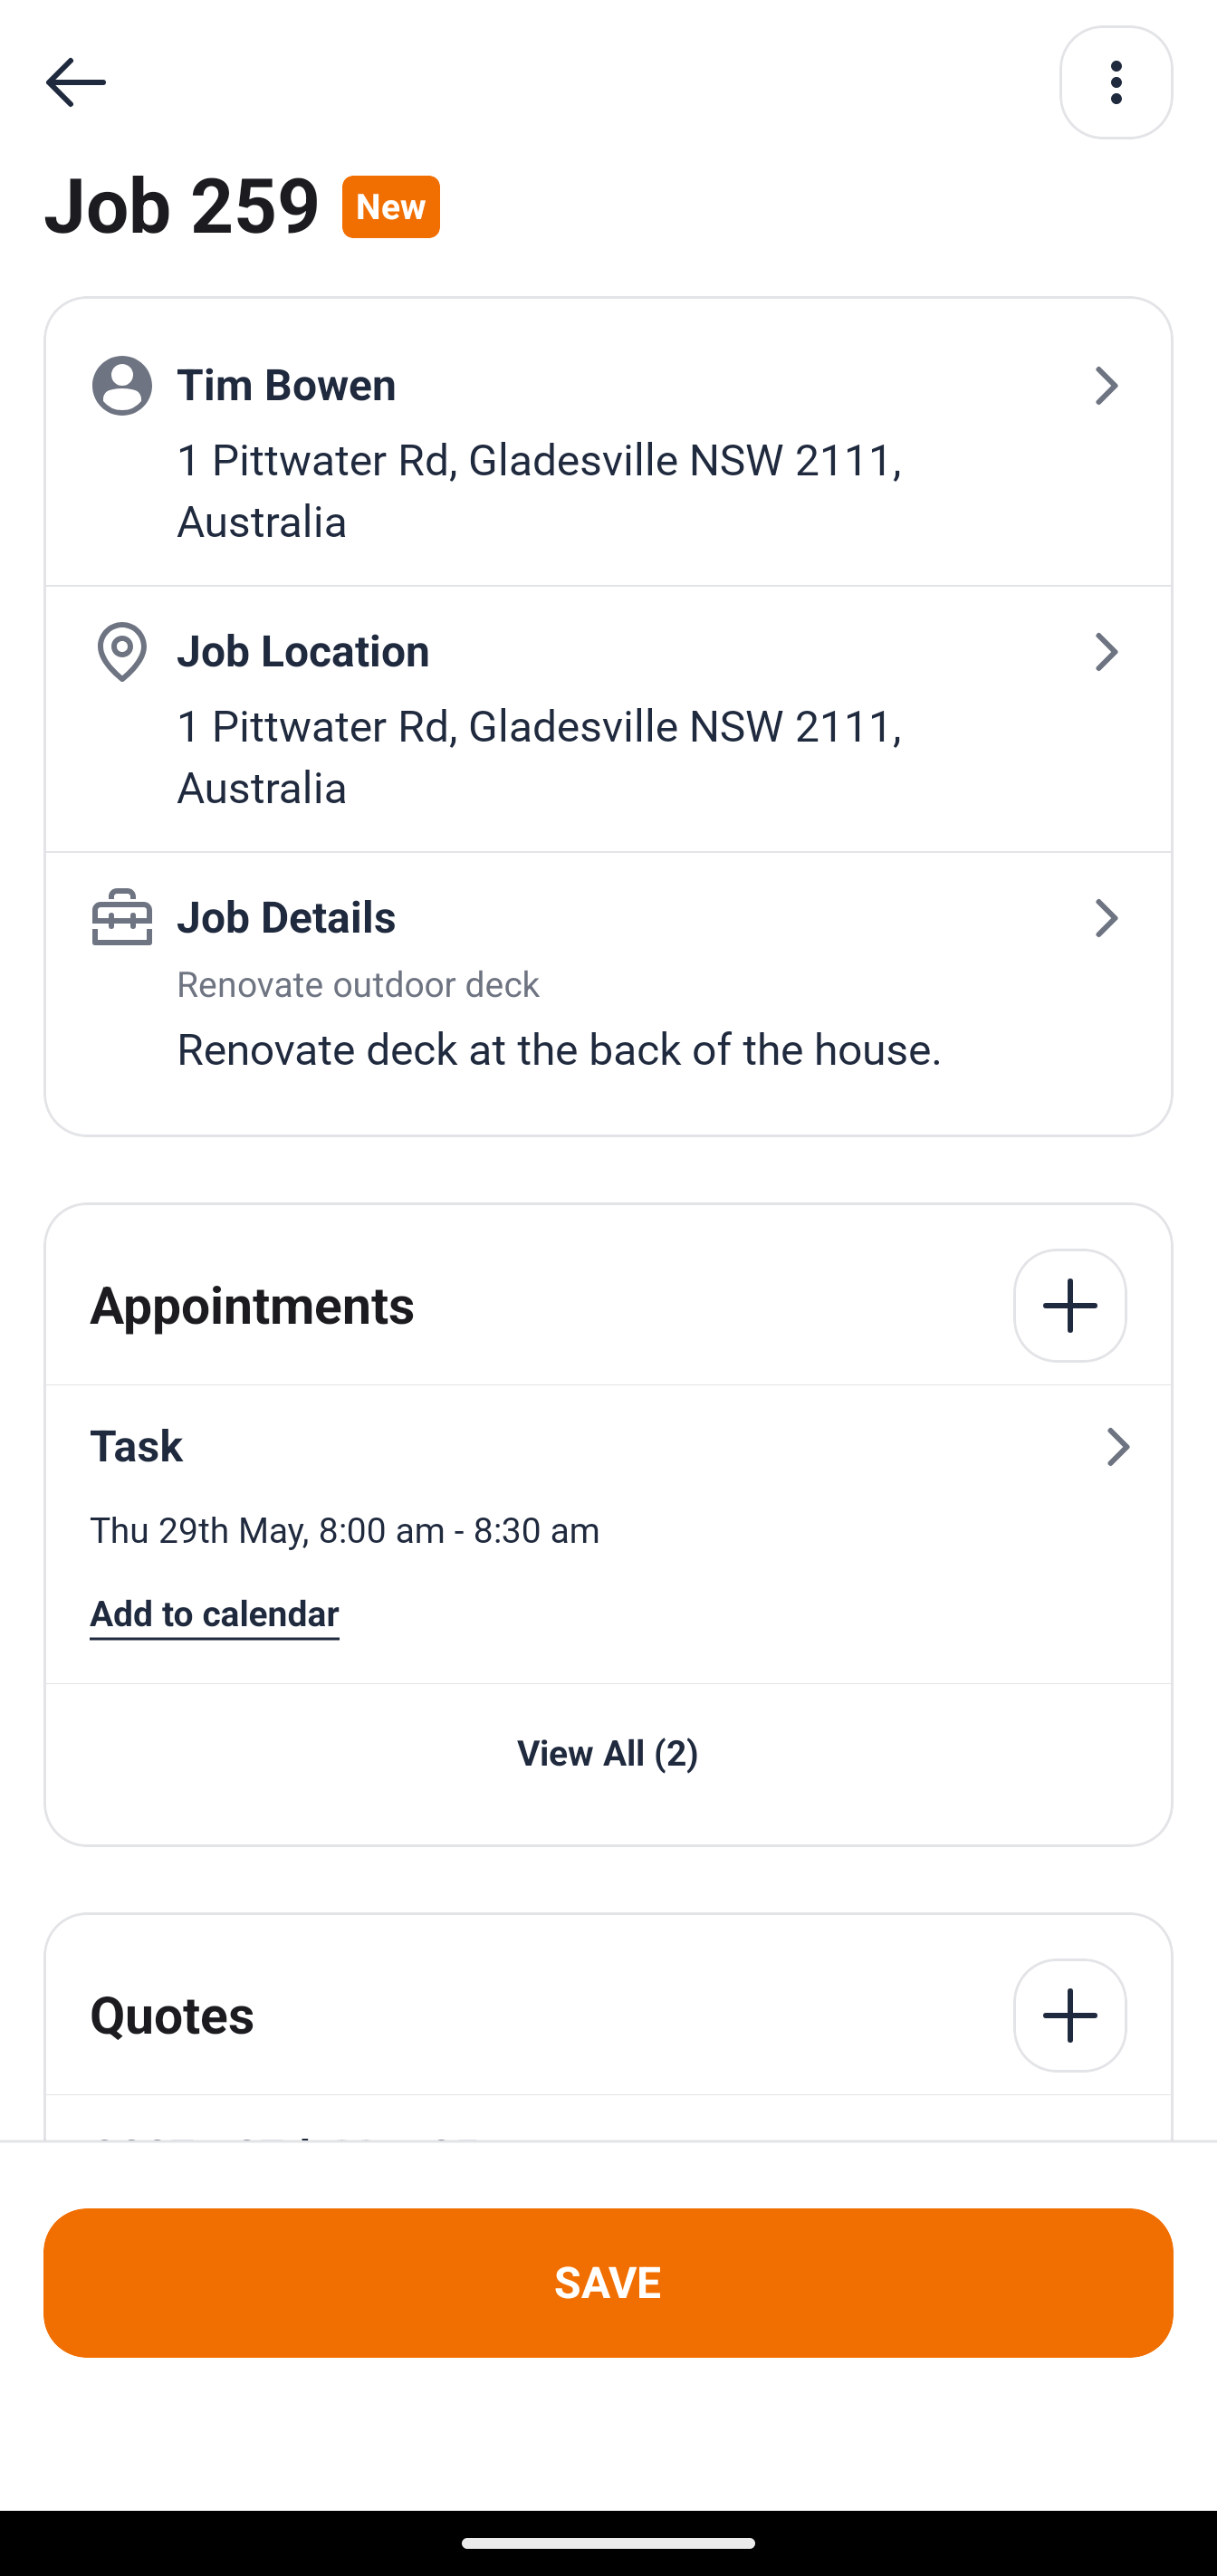 Job 259 New
Tim Bowen
1 Pittwater Rd, Gladesville NSW 2111,
Australia
Job Location
1 Pittwater Rd, Gladesville NSW 2111,
Australia
Job Details
Renovate outdoor deck
Renovate deck at the back of the house.
Appointments
Task
Thu 29th May, 8:00 am - 8:30 am
Add to calendar
View All (2)
Quotes
SAVE